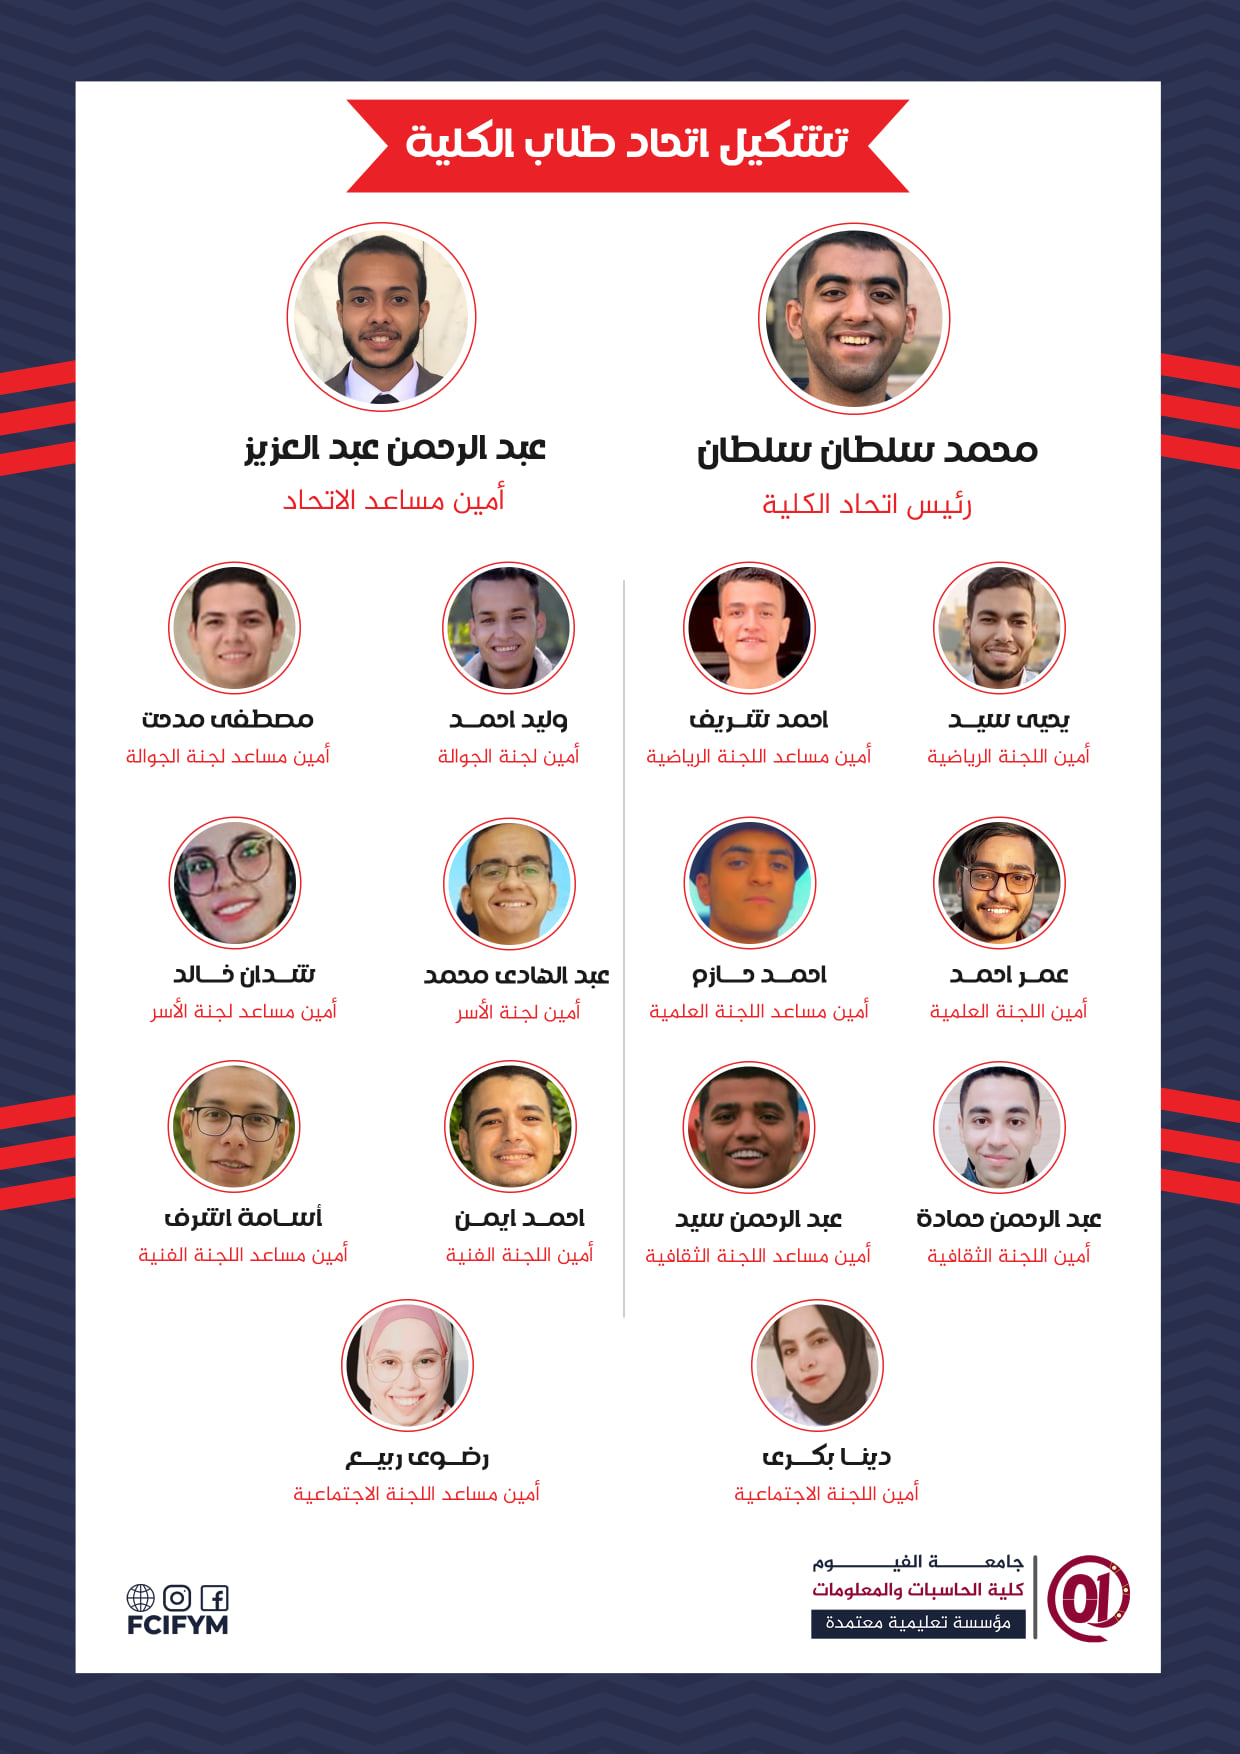 تشكيل اتحاد طلاب الكلية
محمد سلطان سلطان
رئيس اتحاد الكلية
عبد الرحمن عبد العزيز
أمين مساعد الاتحاد
يحيى سيد
أمين اللجنة الرياضية
احمد شريف
أمين مساعد اللجنة الرياضية
وليد احمد
أمين لجنة الجوالة
مصطفى مدحت
أمين مساعد لجنة الجوالة
عمر احمد
أمين اللجنة العلمية
احمد حازم
أمين مساعد اللجنة العلمية
عبد الهادى محمد
أمين لجنة الأسر
شدان خالد
أمين مساعد لجنة الأسر
عبد الرحمن حمادة
أمين اللجنة الثقافية
عبد الرحمن سيد
أمين مساعد اللجنة الثقافية
احمد ايمن
أمين اللجنة الفنية
أسامة اشرف
أمين مساعد اللجنة الفنية
دينا بكرى
أمين اللجنة الاجتماعية
رضوى ربيع
أمين مساعد اللجنة الاجتماعية
جامعة الفيوم
كلية الحاسبات والمعلومات
مؤسسة تعليمية معتمدة
FCIFYM